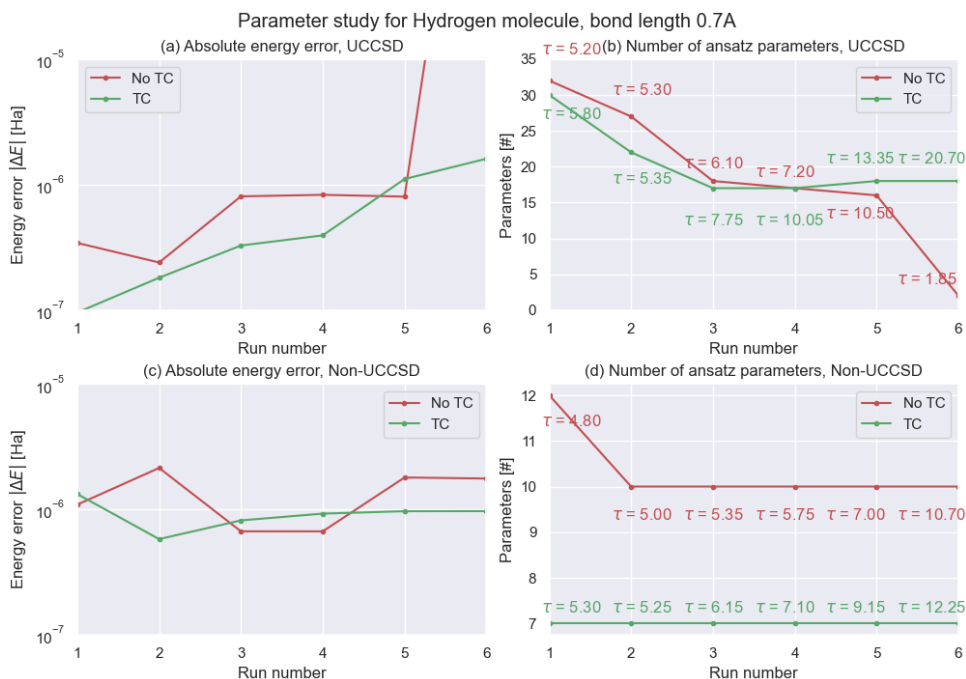 Parameter study for Hydrogen molecule, bond length 0.7A
(a) Absolute energy error, UCCSD
Energy error |ΔE| [Ha]
10⁻⁵
10⁻⁶
10⁻⁷
No TC
TC
1 2 3 4 5 6
Run number
(b) Number of ansatz parameters, UCCSD
Parameters [#]
35
30
25
20
15
10
5
0
No TC
TC
τ = 5.20
τ = 5.30
τ = 6.10
τ = 7.20
τ = 10.50
τ = 1.85
τ = 5.80
τ = 5.35
τ = 7.75
τ = 10.05
τ = 13.35
τ = 20.70
1 2 3 4 5 6
Run number
(c) Absolute energy error, Non-UCCSD
Energy error |ΔE| [Ha]
10⁻⁵
10⁻⁶
10⁻⁷
No TC
TC
1 2 3 4 5 6
Run number
(d) Number of ansatz parameters, Non-UCCSD
Parameters [#]
12
11
10
9
8
7
No TC
TC
τ = 4.80
τ = 5.00
τ = 5.35
τ = 5.75
τ = 7.00
τ = 10.70
τ = 5.30
τ = 5.25
τ = 6.15
τ = 7.10
τ = 9.15
τ = 12.25
1 2 3 4 5 6
Run number